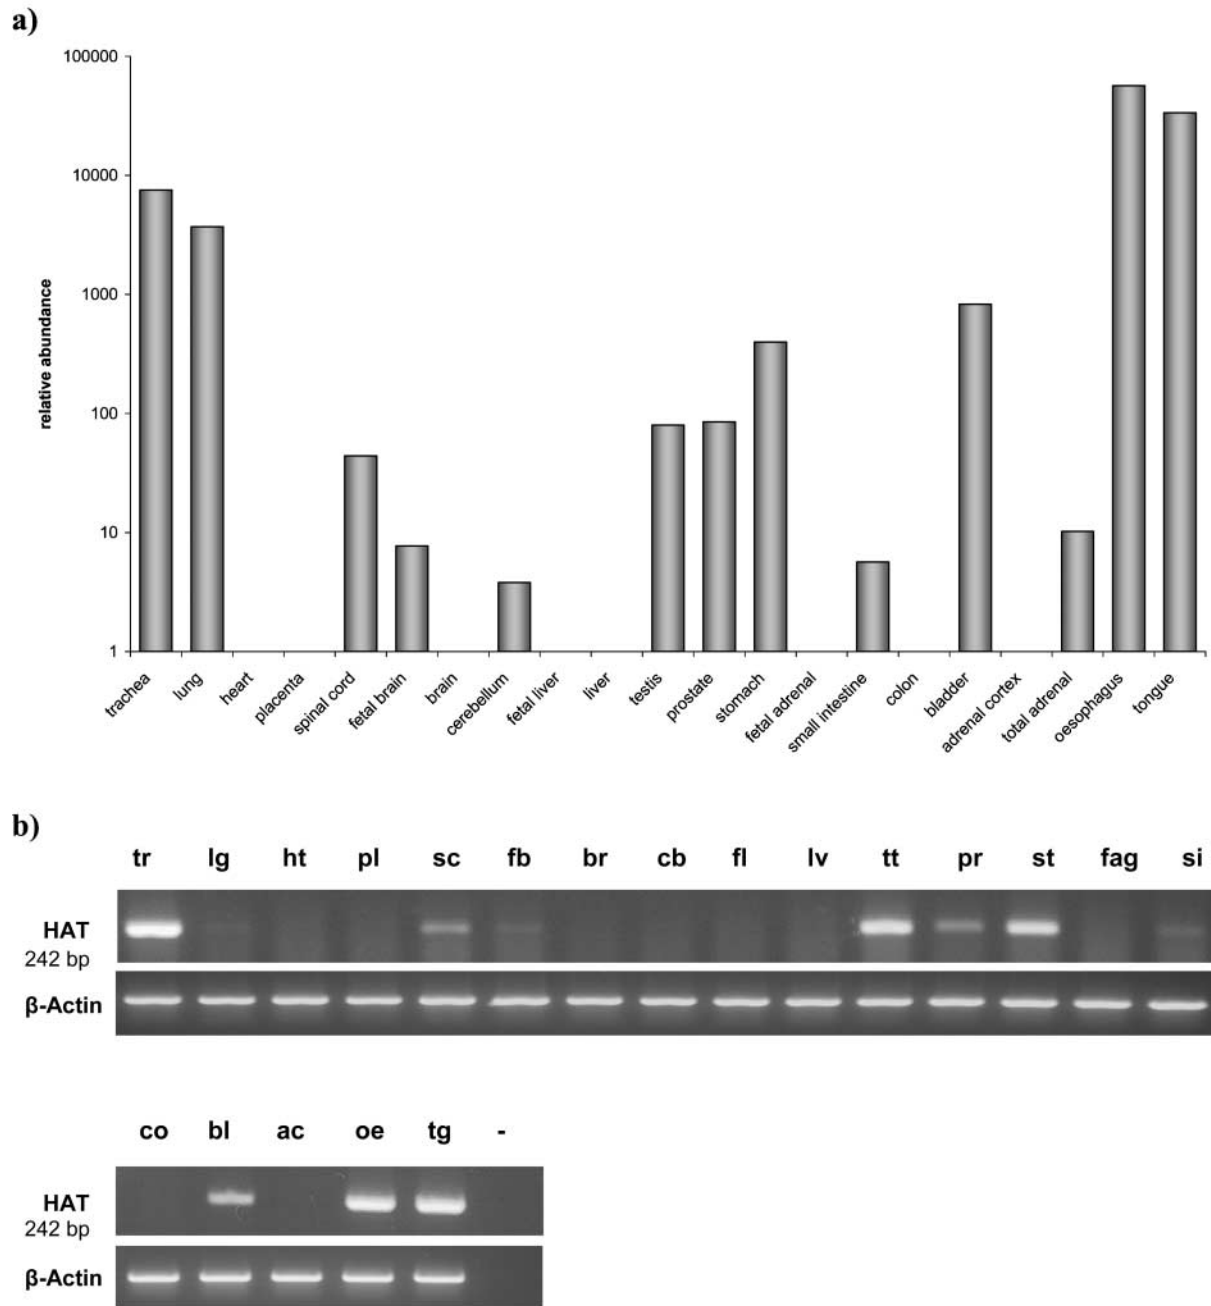 a)
100000
10000
1000
100
10
1
relative abundance
trachea
lung
heart
placenta
spinal cord
fetal brain
brain
cerebellum
fetal liver
liver
testis
prostate
stomach
fetal adrenal
small intestine
colon
bladder
adrenal cortex
total adrenal
oesophagus
tongue
b)
tr lg ht pl sc fb br cb fl lv tt pr st fag si
HAT
242 bp
β-Actin
co bl ac oe tg -
HAT
242 bp
β-Actin